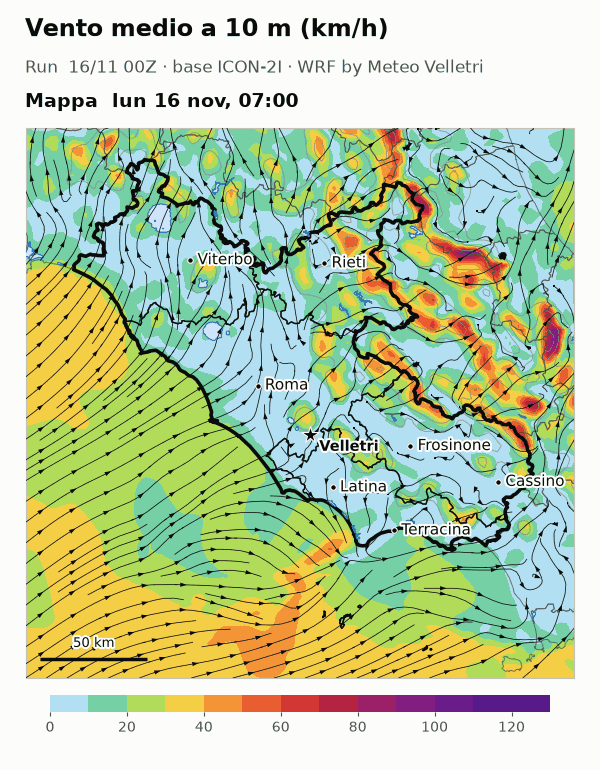 Vento medio a 10 m (km/h)
Run  16/11 00Z · base ICON-2I · WRF by Meteo Velletri
Mappa  lun 16 nov, 07:00
Viterbo
Rieti
Roma
Velletri
Frosinone
Cassino
Latina
Terracina
50 km
0 20 40 60 80 100 120